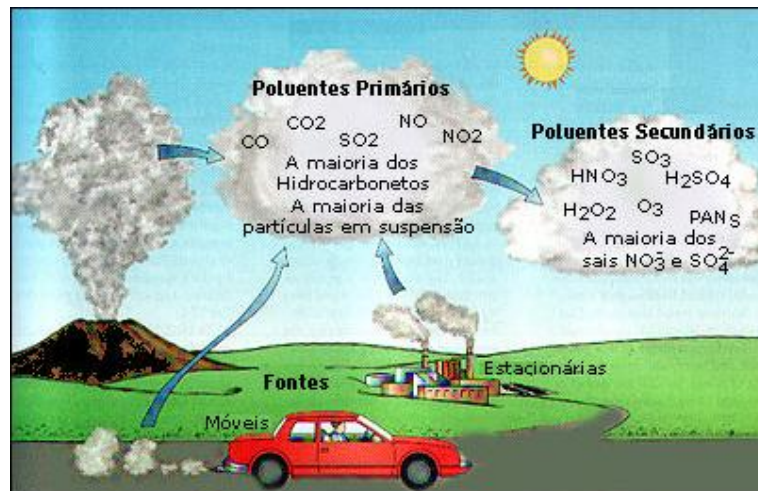 Poluentes Primários
CO CO2 SO2 NO NO2
A maioria dos
Hidrocarbonetos
A maioria das
partículas em suspensão
Poluentes Secundários
SO3
HNO3 H2SO4
H2O2 O3 PANS
A maioria dos
sais NO3- e SO4 2-
Fontes
Estacionárias
Móveis